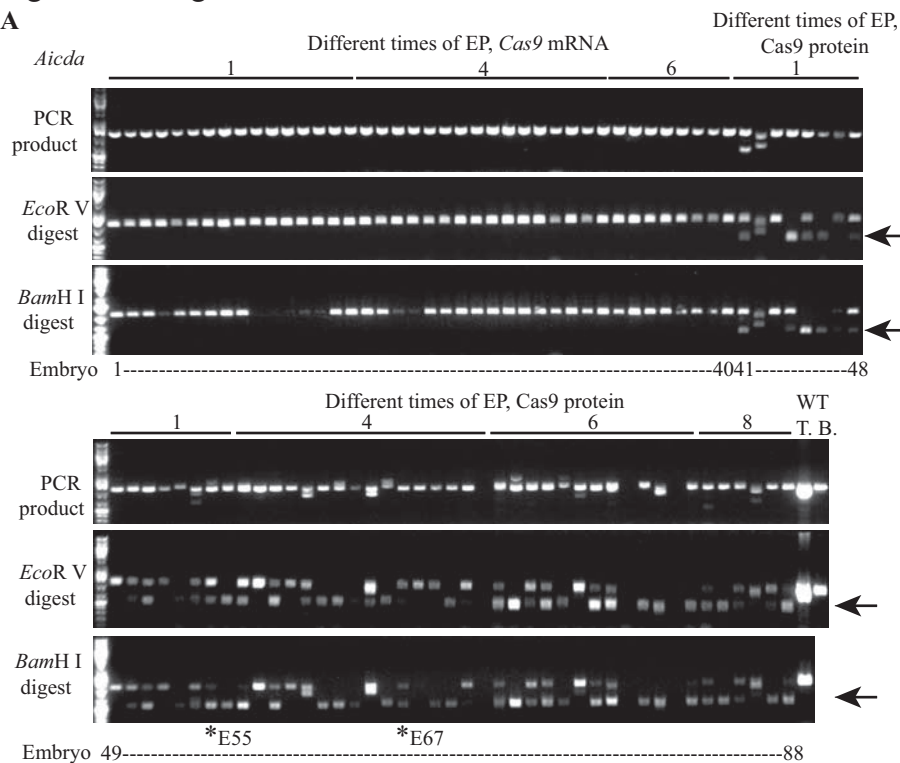 A
Different times of EP, Cas9 mRNA
Different times of EP,
Cas9 protein
Aicda
1 4 6 1
PCR
product
EcoR V
digest
BamH I
digest
Embryo 1--------------------4041------------48
Different times of EP, Cas9 protein
WT
1 4 6 8 T. B.
PCR
product
EcoR V
digest
BamH I
digest
*E55 *E67
Embryo 49--------------------88